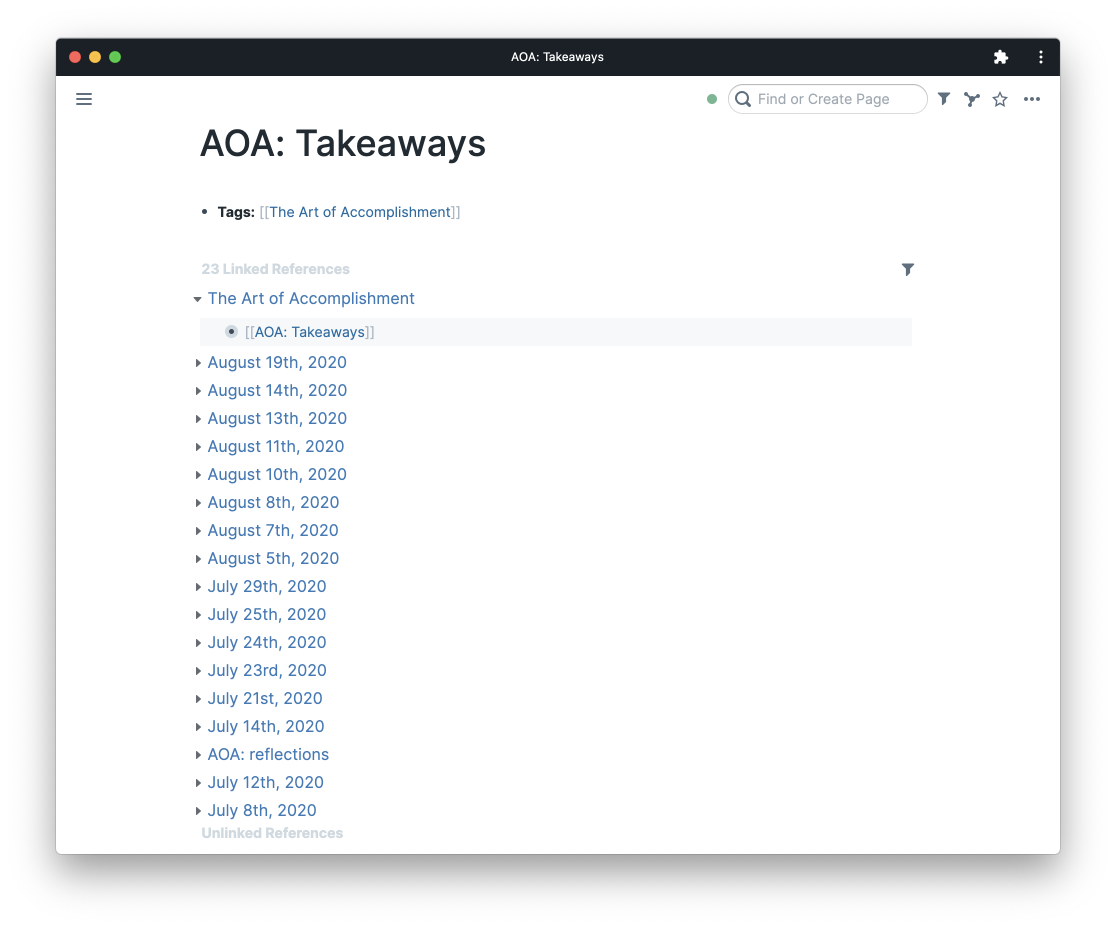 AOA: Takeaways
Find or Create Page
AOA: Takeaways
Tags: [[The Art of Accomplishment]]
23 Linked References
The Art of Accomplishment
[[AOA: Takeaways]]
August 19th, 2020
August 14th, 2020
August 13th, 2020
August 11th, 2020
August 10th, 2020
August 8th, 2020
August 7th, 2020
August 5th, 2020
July 29th, 2020
July 25th, 2020
July 24th, 2020
July 23rd, 2020
July 21st, 2020
July 14th, 2020
AOA: reflections
July 12th, 2020
July 8th, 2020
Unlinked References